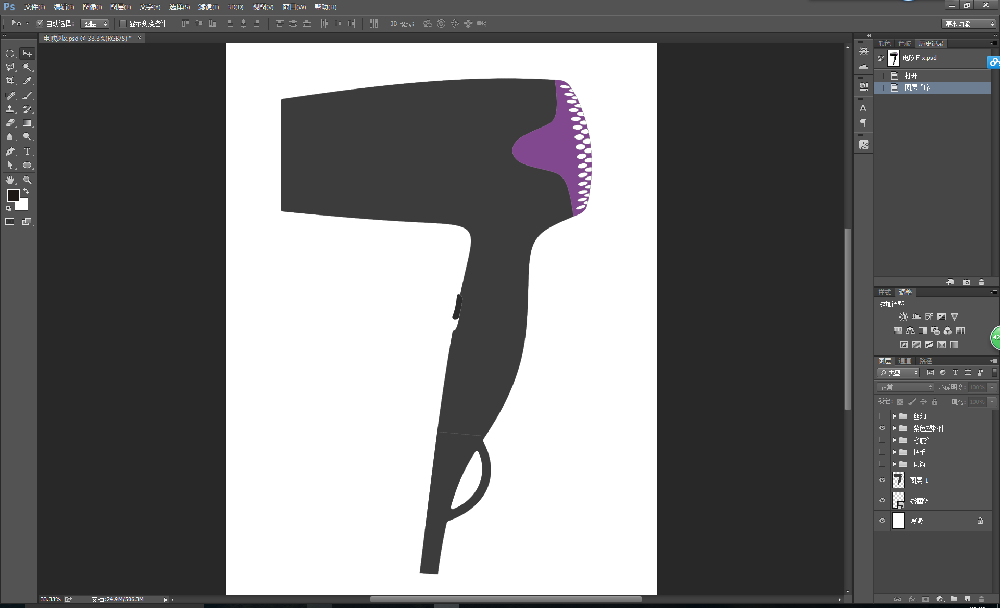 Ps 文件(F) 编辑(E) 图像(I) 图层(L) 文字(Y) 选择(S) 滤镜(T) 3D(D) 视图(V) 窗口(W) 帮助(H)
自动选择： 图层 显示变换控件 3D 模式： 基本功能
电吹风x.psd @ 33.3%(RGB/8) * ×
颜色 色板 历史记录
电吹风x.psd
打开
图层顺序
样式 调整
添加调整
42
图层 通道 路径
类型
正常 不透明度： 100%
锁定： 填充： 100%
丝印
紫色塑料件
橡胶件
把手
风筒
图层 1
线框图
背景
33.33% 文档:24.9M/506.3M